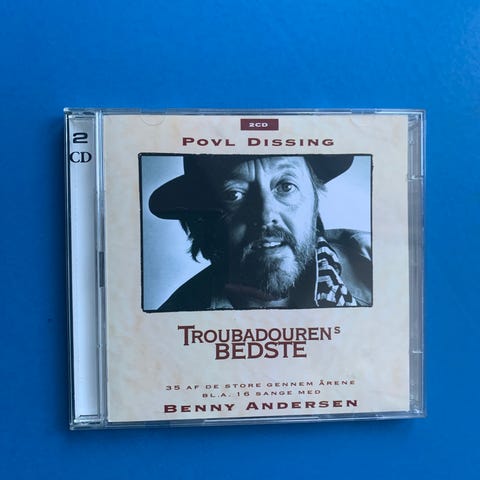 2
CD
2CD
POVL DISSING
TROUBADOURENS
BEDSTE
35 AF DE STORE GENNEM ÅRENE
BL.A. 16 SANGE MED
BENNY ANDERSEN